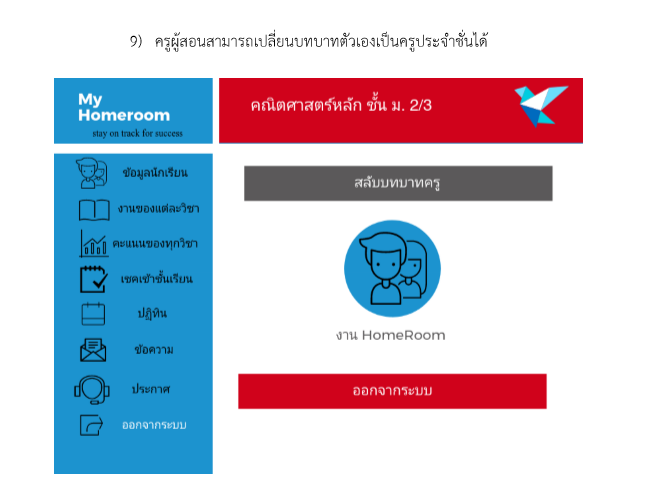 9) ครูผู้สอนสามารถเปลี่ยนบทบาทตัวเองเป็นครูประจำชั้นได้
My
Homeroom
stay on track for success
คณิตศาสตร์หลัก ชั้น ม. 2/3
ข้อมูลนักเรียน
งานของแต่ละวิชา
คะแนนของทุกวิชา
เชคเข้าชั้นเรียน
ปฏิทิน
ข้อความ
ประกาศ
ออกจากระบบ
สลับบทบาทครู
งาน HomeRoom
ออกจากระบบ